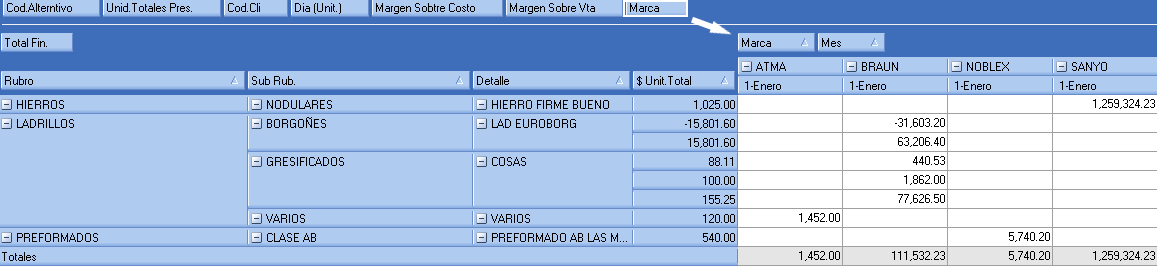 Cod.Alterntivo Unid.Totales Pres. Cod.Cli Dia (Unit.) Margen Sobtre Costo Margen Sobre Vta Marca
Total Fin. Marca Mes
ATMA BRAUN NOBLEX SANYO
Rubro Sub Rub. Detalle $ Unit.Total 1-Enero 1-Enero 1-Enero 1-Enero
HIERROS NODULARES HIERRO FIRME BUENO 1,025.00 1,259,324.23
LADRILLOS BORGOÑES LAD EUROBORG -15,801.60 -31,603.20
15,801.60 63,206.40
GRESIFICADOS COSAS 88.11 440.53
100.00 1,862.00
155.25 77,626.50
VARIOS VARIOS 120.00 1,452.00
PREFORMADOS CLASE AB PREFORMADO AB LAS M... 540.00 5,740.20
Totales 1,452.00 111,532.23 5,740.20 1,259,324.23